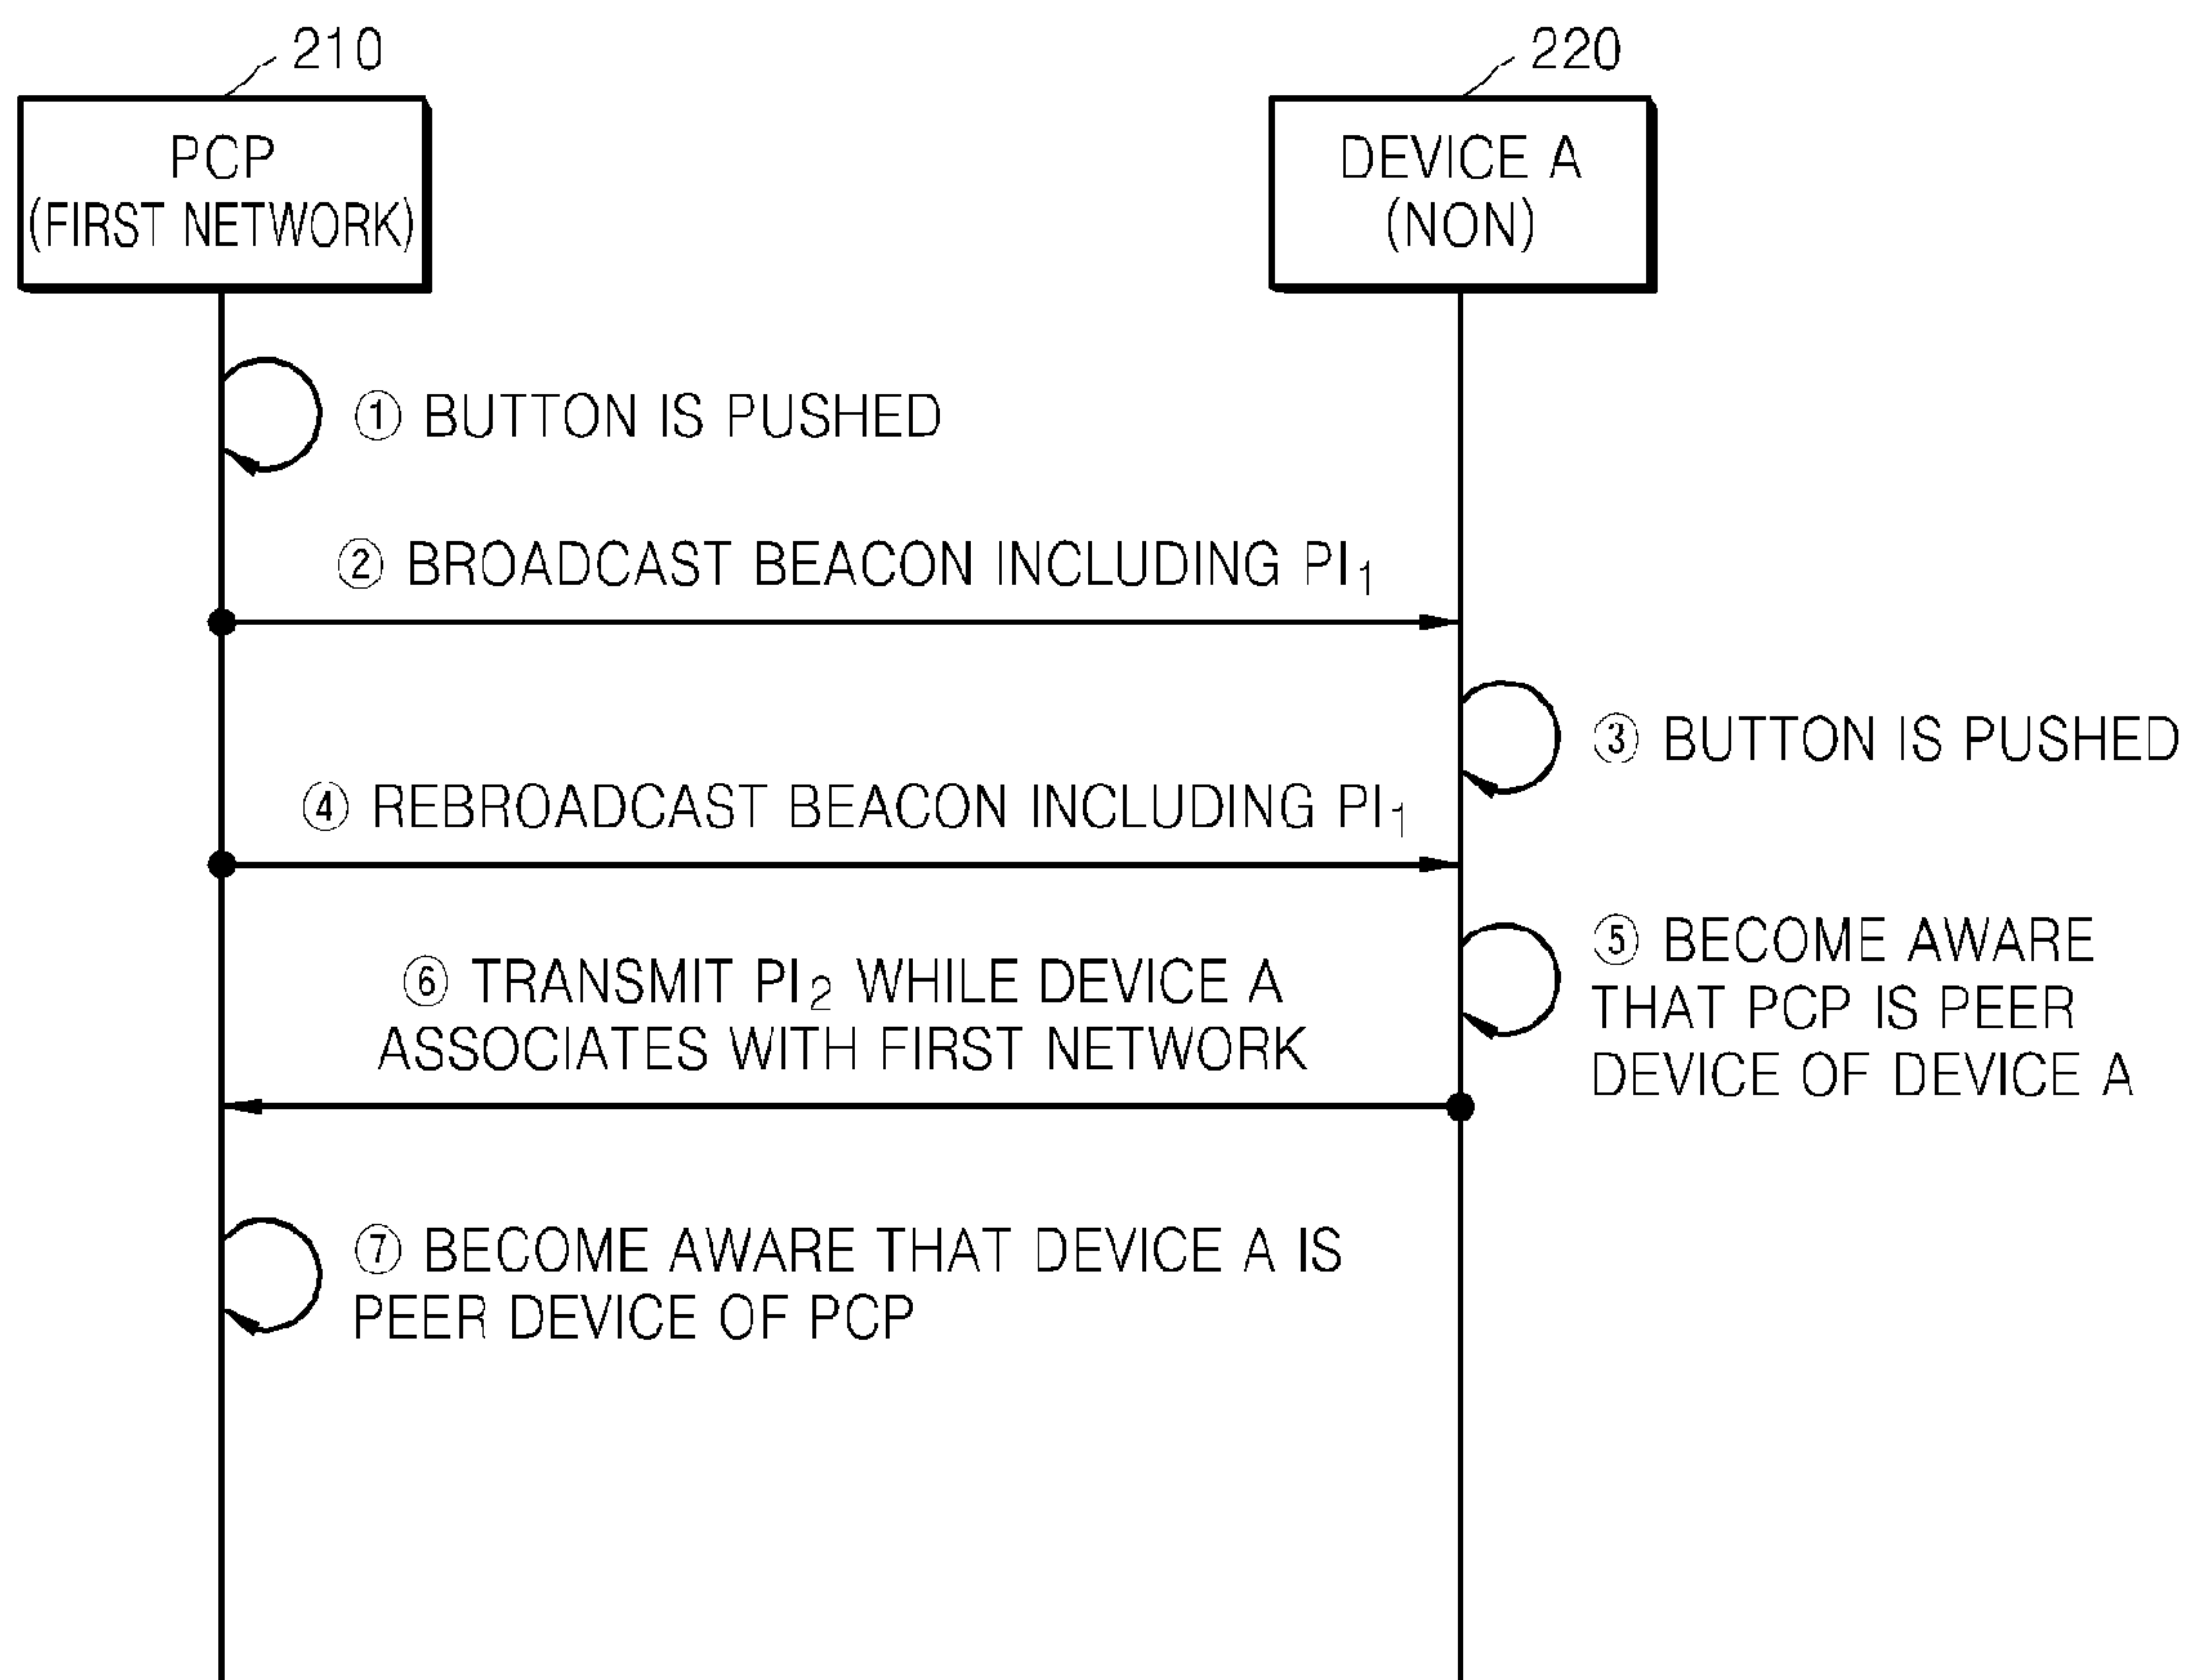 210
220
PCP
(FIRST NETWORK)
DEVICE A
(NON)
① BUTTON IS PUSHED
② BROADCAST BEACON INCLUDING PI₁
③ BUTTON IS PUSHED
④ REBROADCAST BEACON INCLUDING PI₁
⑤ BECOME AWARE
THAT PCP IS PEER
DEVICE OF DEVICE A
⑥ TRANSMIT PI₂ WHILE DEVICE A
ASSOCIATES WITH FIRST NETWORK
⑦ BECOME AWARE THAT DEVICE A IS
PEER DEVICE OF PCP